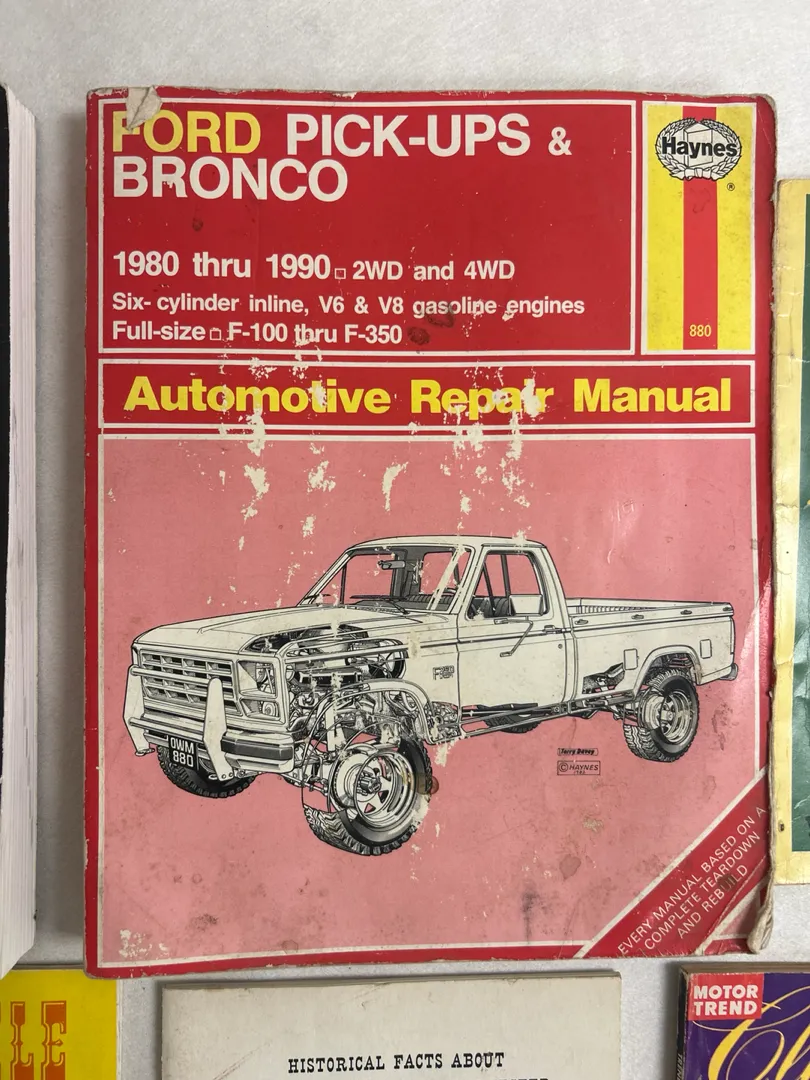 FORD PICK-UPS &
BRONCO
Haynes
®
1980 thru 1990 □ 2WD and 4WD
Six- cylinder inline, V6 & V8 gasoline engines
Full-size □ F-100 thru F-350
880
Automotive Repair Manual
OWM
880
Terry Davey
© HAYNES
EVERY MANUAL BASED ON A
COMPLETE TEARDOWN
AND REBUILD
MOTOR
TREND
HISTORICAL FACTS ABOUT